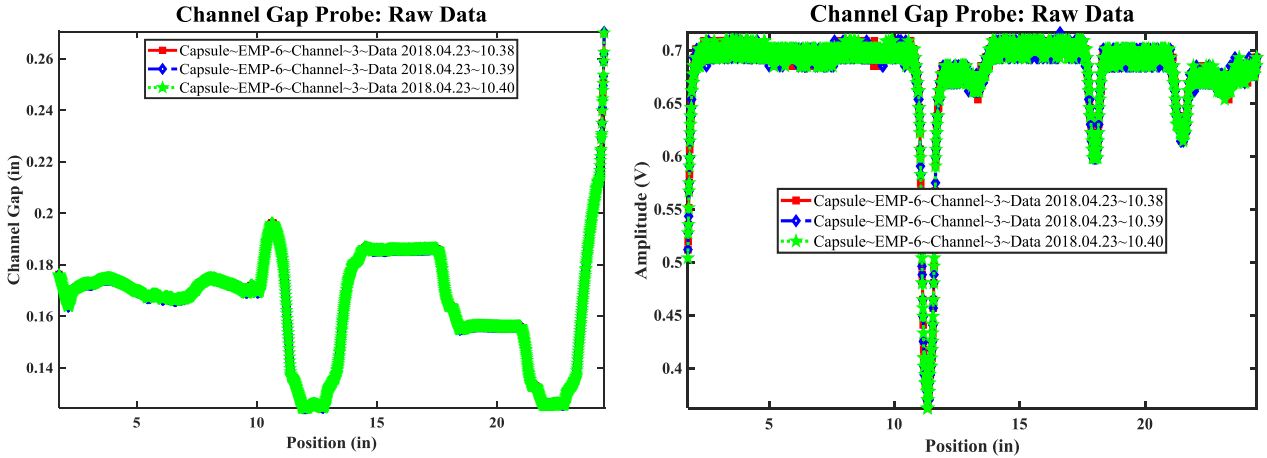 Channel Gap Probe: Raw Data
Capsule~EMP-6~Channel~3~Data 2018.04.23~10.38
Capsule~EMP-6~Channel~3~Data 2018.04.23~10.39
Capsule~EMP-6~Channel~3~Data 2018.04.23~10.40
Channel Gap (in)
0.26
0.24
0.22
0.2
0.18
0.16
0.14
5
10
15
20
Position (in)
Channel Gap Probe: Raw Data
Amplitude (V)
0.7
0.65
0.6
0.55
0.5
0.45
0.4
Capsule~EMP-6~Channel~3~Data 2018.04.23~10.38
Capsule~EMP-6~Channel~3~Data 2018.04.23~10.39
Capsule~EMP-6~Channel~3~Data 2018.04.23~10.40
5
10
15
20
Position (in)